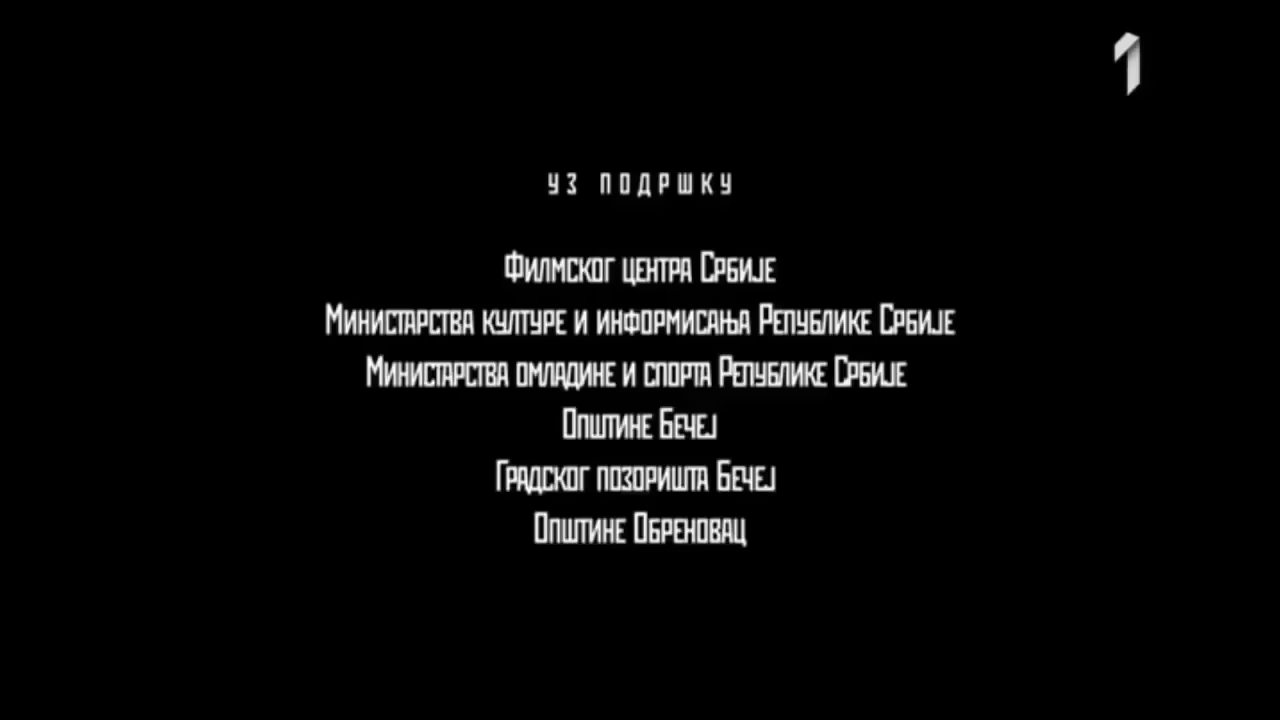 1
уз подршку
Филмског центра Србије
Министарства културе и информисања Републике Србије
Министарства омладине и спорта Републике Србије
Општине Бечеј
Градског позоришта Бечеј
Општине Обреновац